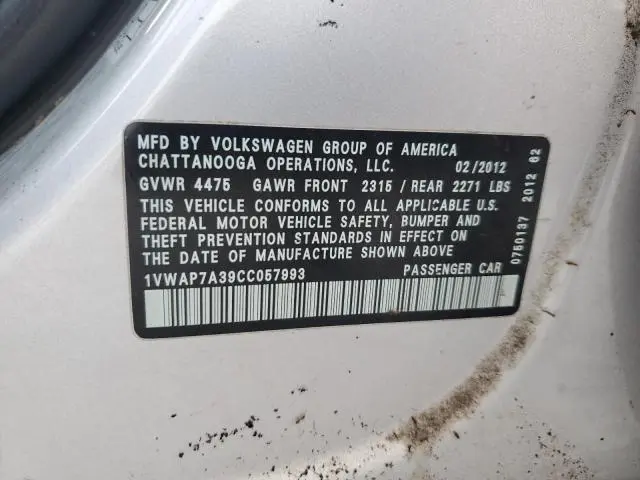 MFD BY VOLKSWAGEN GROUP OF AMERICA
CHATTANOOGA OPERATIONS, LLC. 02/2012
GVWR 4475 GAWR FRONT 2315 / REAR 2271 LBS
THIS VEHICLE CONFORMS TO ALL APPLICABLE U.S.
FEDERAL MOTOR VEHICLE SAFETY, BUMPER AND
THEFT PREVENTION STANDARDS IN EFFECT ON
THE DATE OF MANUFACTURE SHOWN ABOVE
1VWAP7A39CC057993 PASSENGER CAR
0750137 2012 62